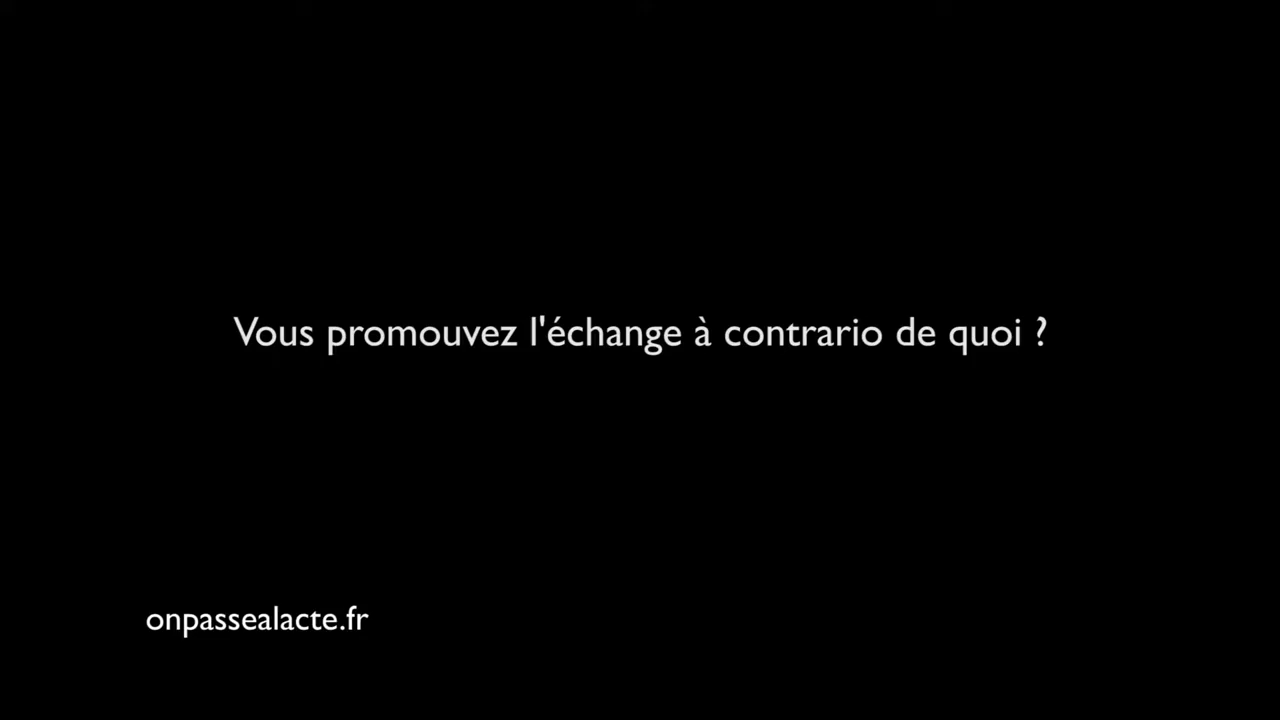 Vous promouvez l'échange à contrario de quoi ?
onpassealacte.fr